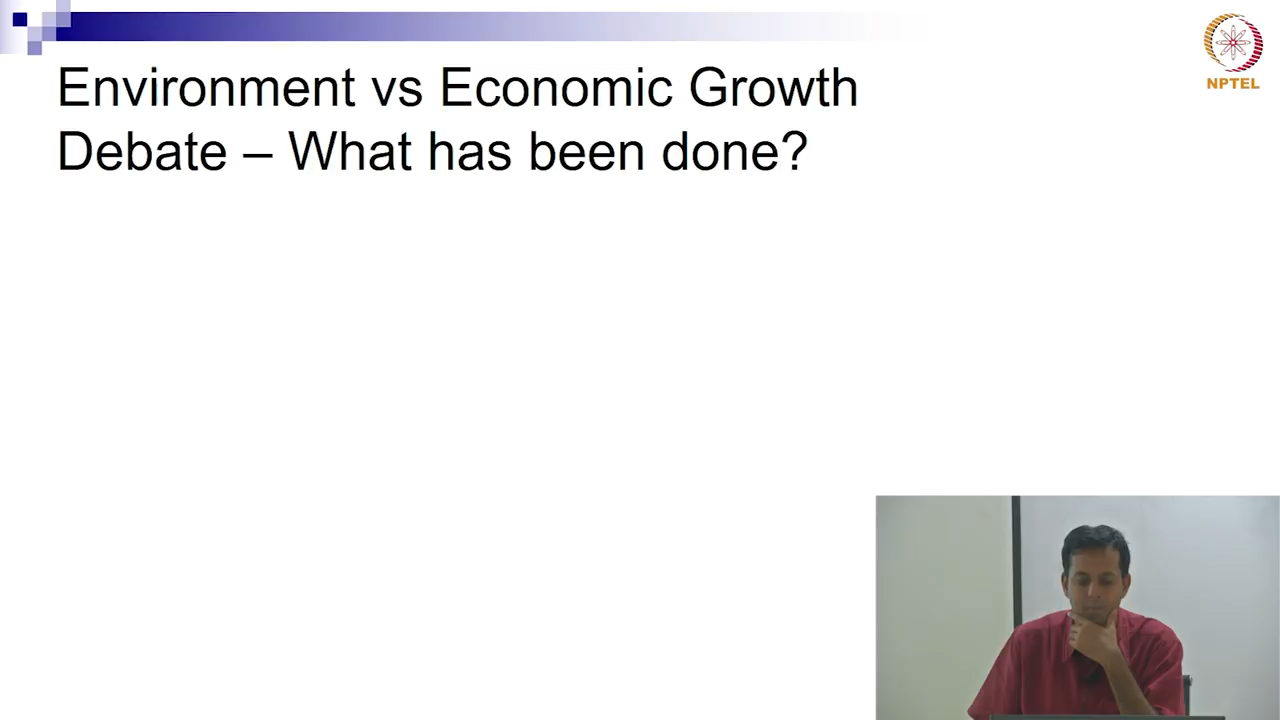 NPTEL
Environment vs Economic Growth
Debate – What has been done?